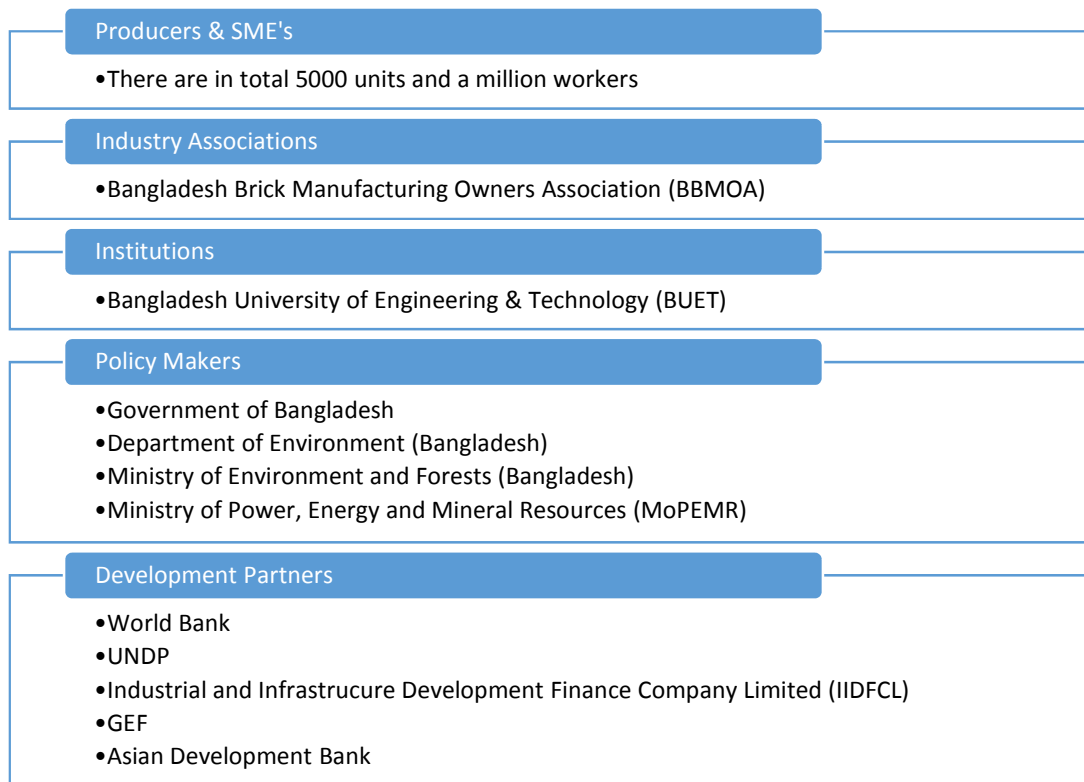 Producers & SME's
•There are in total 5000 units and a million workers
Industry Associations
•Bangladesh Brick Manufacturing Owners Association (BBMOA)
Institutions
•Bangladesh University of Engineering & Technology (BUET)
Policy Makers
•Government of Bangladesh
•Department of Environment (Bangladesh)
•Ministry of Environment and Forests (Bangladesh)
•Ministry of Power, Energy and Mineral Resources (MoPEMR)
Development Partners
•World Bank
•UNDP
•Industrial and Infrastrucure Development Finance Company Limited (IIDFCL)
•GEF
•Asian Development Bank